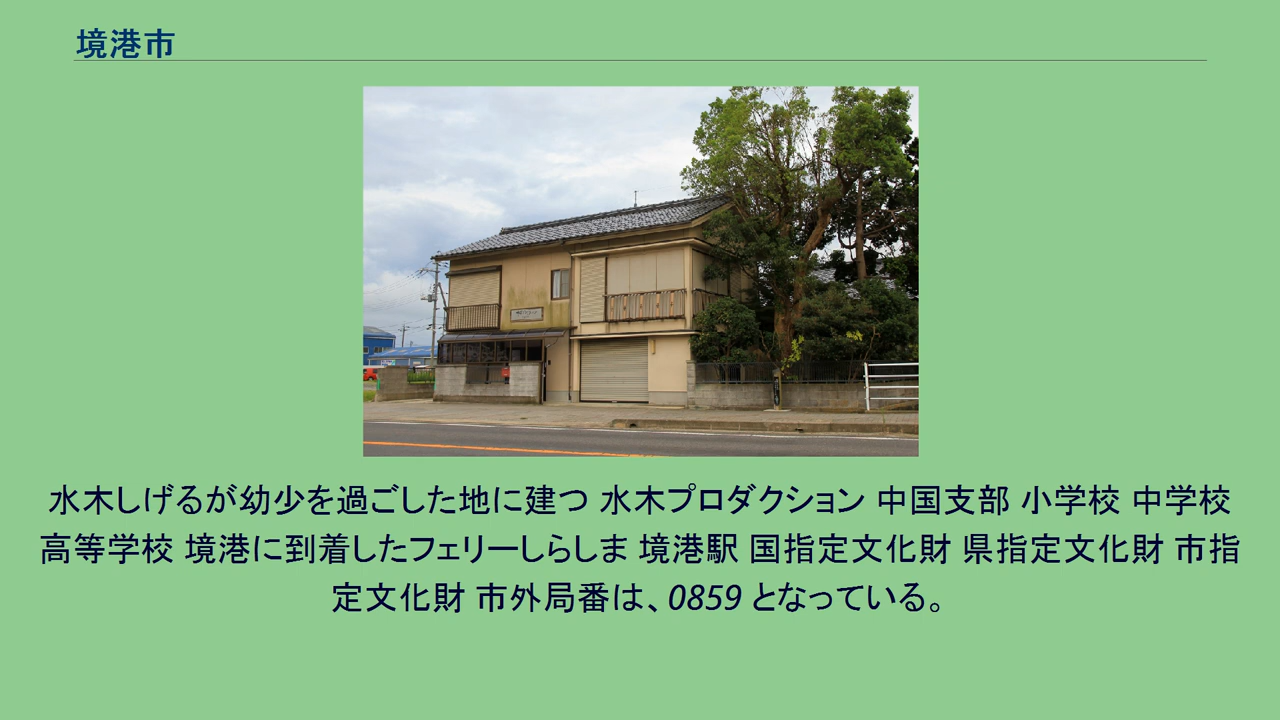 境港市
水木しげるが幼少を過ごした地に建つ 水木プロダクション 中国支部 小学校 中学校
高等学校 境港に到着したフェリーしらしま 境港駅 国指定文化財 県指定文化財 市指
定文化財 市外局番は、0859 となっている。